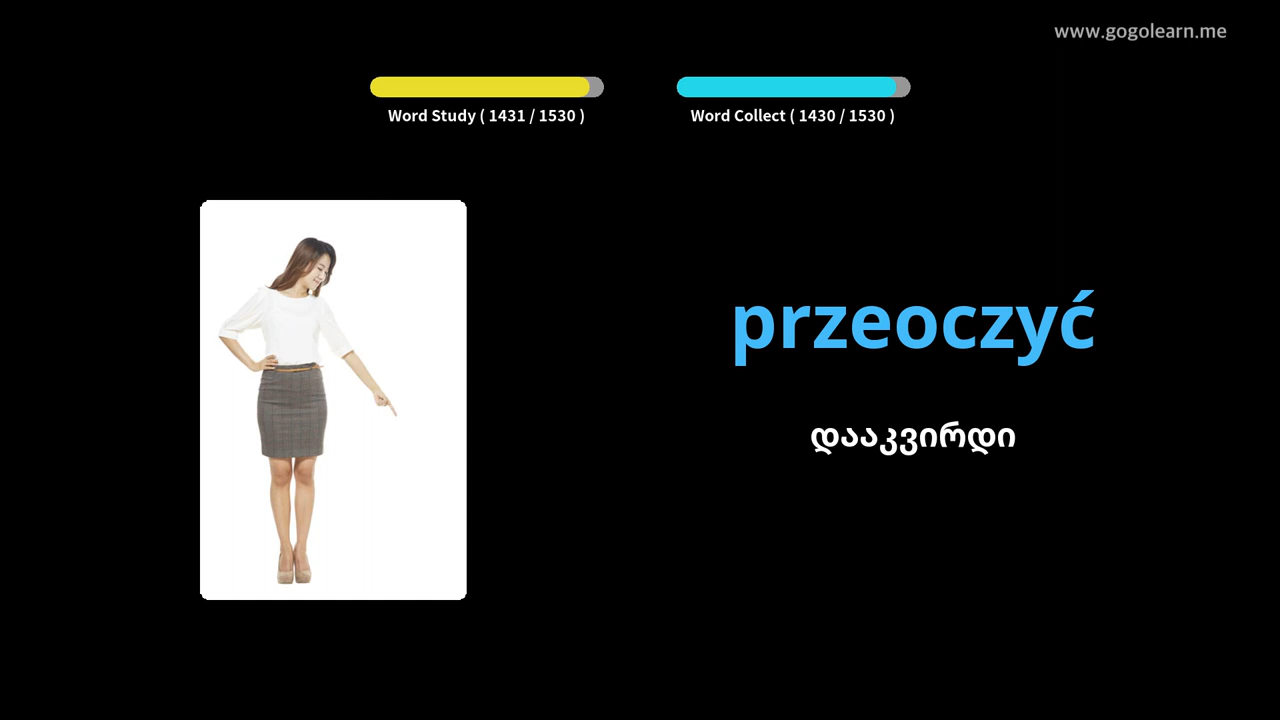 www.gogolearn.me
Word Study ( 1431 / 1530 )
Word Collect ( 1430 / 1530 )
przeoczyć
დააკვირდი